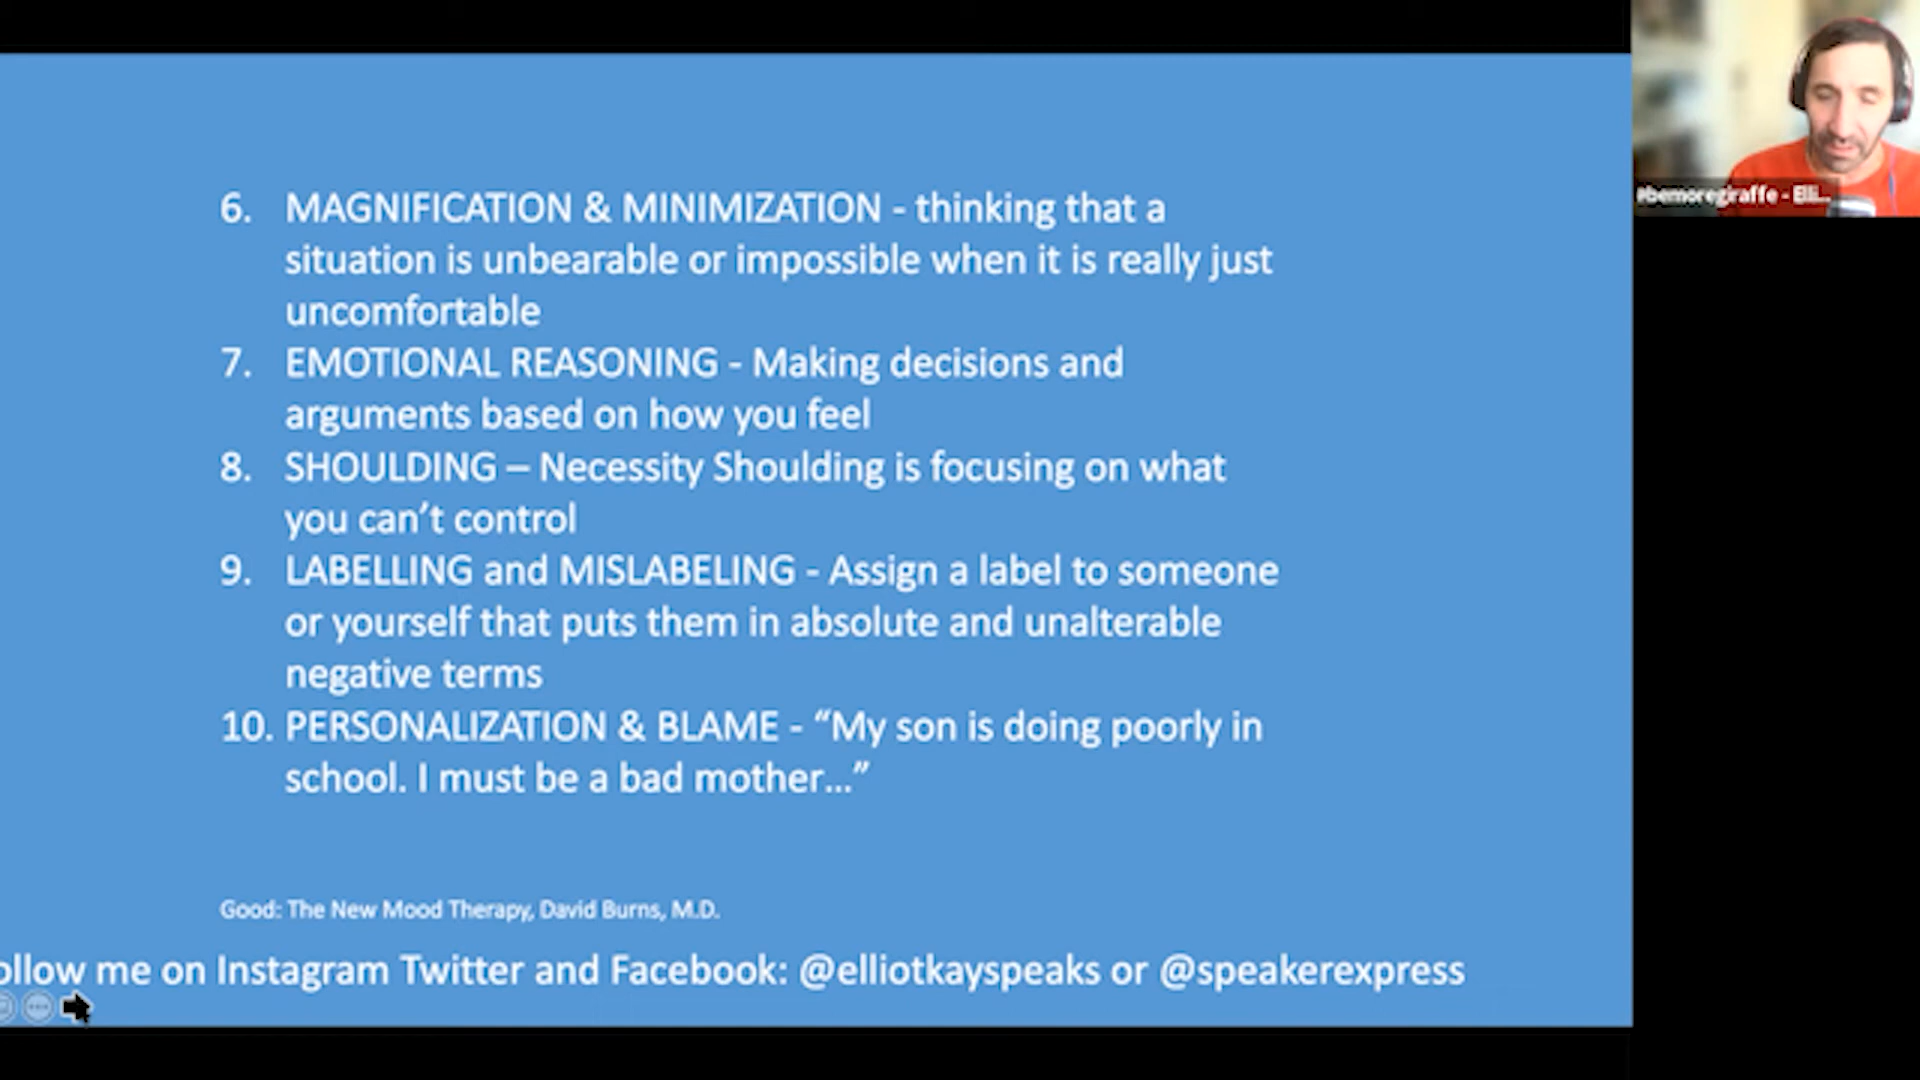 6. MAGNIFICATION & MINIMIZATION - thinking that a
situation is unbearable or impossible when it is really just
uncomfortable
7. EMOTIONAL REASONING - Making decisions and
arguments based on how you feel
8. SHOULDING – Necessity Shoulding is focusing on what
you can’t control
9. LABELLING and MISLABELING - Assign a label to someone
or yourself that puts them in absolute and unalterable
negative terms
10. PERSONALIZATION & BLAME - “My son is doing poorly in
school. I must be a bad mother...”
Good: The New Mood Therapy, David Burns, M.D.
ollow me on Instagram Twitter and Facebook: @elliotkayspeaks or @speakerexpress
#bemoregiraffe - Elli...